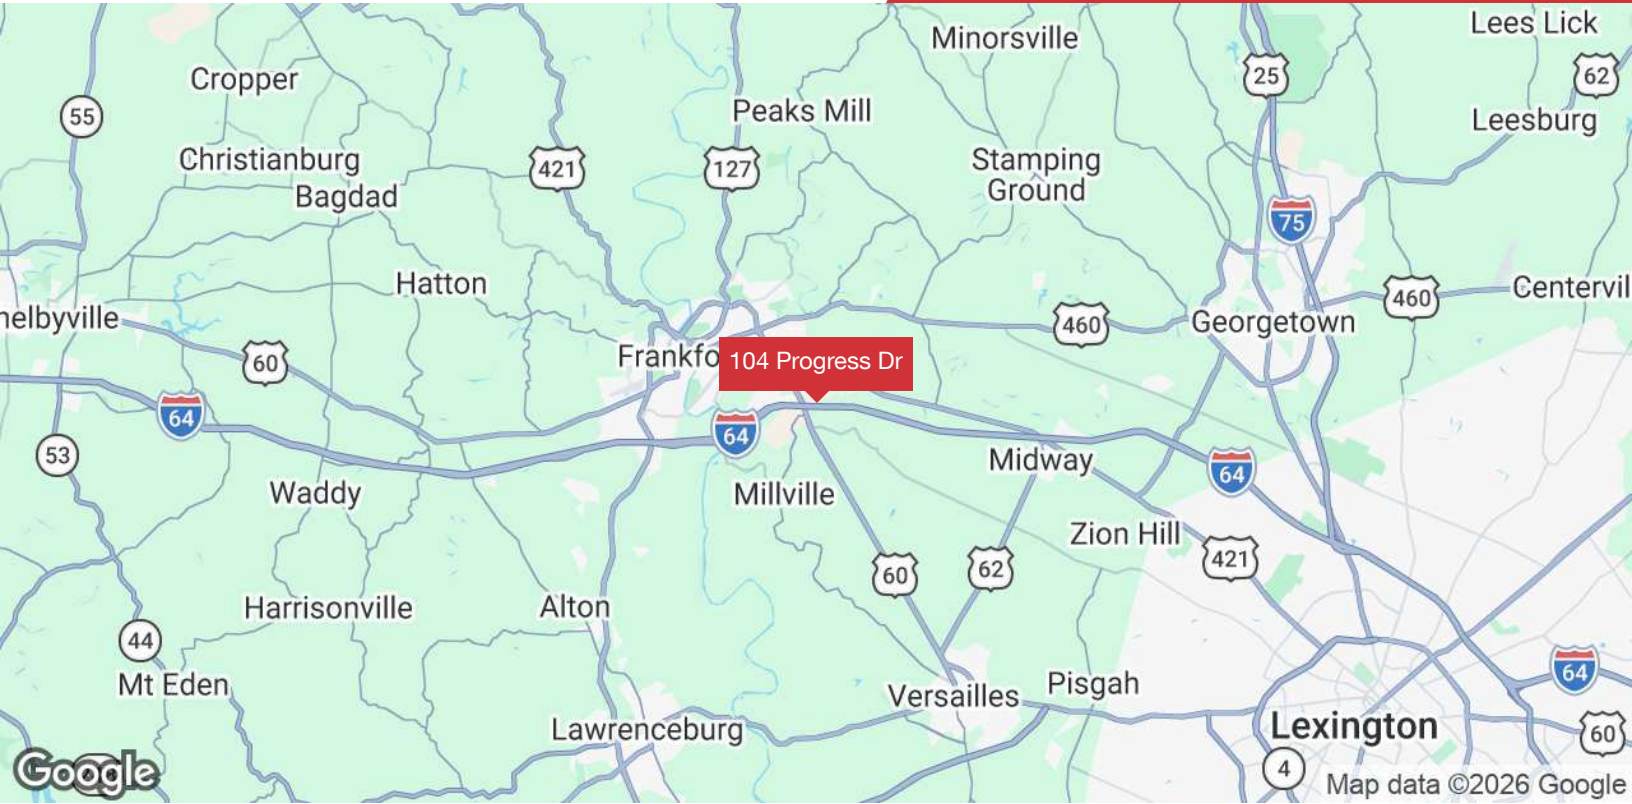 Lees Lick
Minorsville
25
62
Cropper
55
Peaks Mill
Leesburg
Christianburg
421
127
Stamping
Ground
Bagdad
75
Hatton
460
Centervil
helbyville
460
Georgetown
60
Frankfo
104 Progress Dr
64
64
53
Midway
64
Waddy
Millville
Zion Hill
421
60
62
Harrisonville
Alton
44
64
Mt Eden
Pisgah
Versailles
Lawrenceburg
Lexington
60
4
Google
Map data ©2026 Google